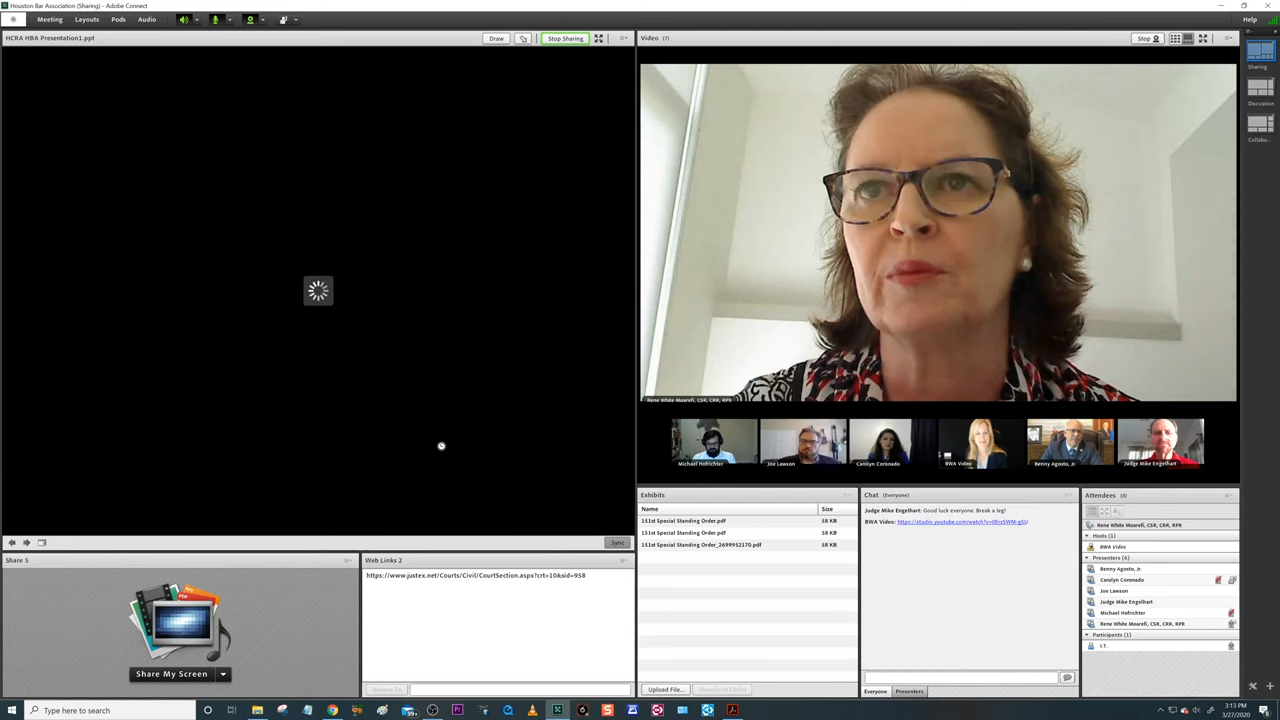 Houston Bar Association (Sharing) - Adobe Connect
Meeting Layouts Pods Audio
Help
HCRA HBA Presentation1.ppt
Draw
Stop Sharing
Video (7)
Stop
Sharing
Discussion
Collabo...
Rene White Moarefi, CSR, CRR, RPR
Michael Hofrichter
Joe Lawson
Carolyn Coronado
BWA Video
Benny Agosto, Jr.
Judge Mike Engelhart
Sync
Share 5
Share My Screen
PDF
Web Links 2
https://www.justex.net/Courts/Civil/CourtSection.aspx?crt=10&sid=958
Browse To
Exhibits
Name Size
151st Special Standing Order.pdf 58 KB
151st Special Standing Order.pdf 58 KB
151st Special Standing Order_2699952170.pdf 58 KB
Upload File...
Download File(s)
Chat (Everyone)
Judge Mike Engelhart: Good luck everyone. Break a leg!
BWA Video:
Everyone
Presenters
Attendees (8)
Rene White Moarefi, CSR, CRR, RPR
Hosts (1)
BWA Video
Presenters (6)
Benny Agosto, Jr.
Carolyn Coronado
Joe Lawson
Judge Mike Engelhart
Michael Hofrichter
Rene White Moarefi, CSR, CRR, RPR
Participants (1)
I.T.
Type here to search
99+
3:13 PM
3/27/2020